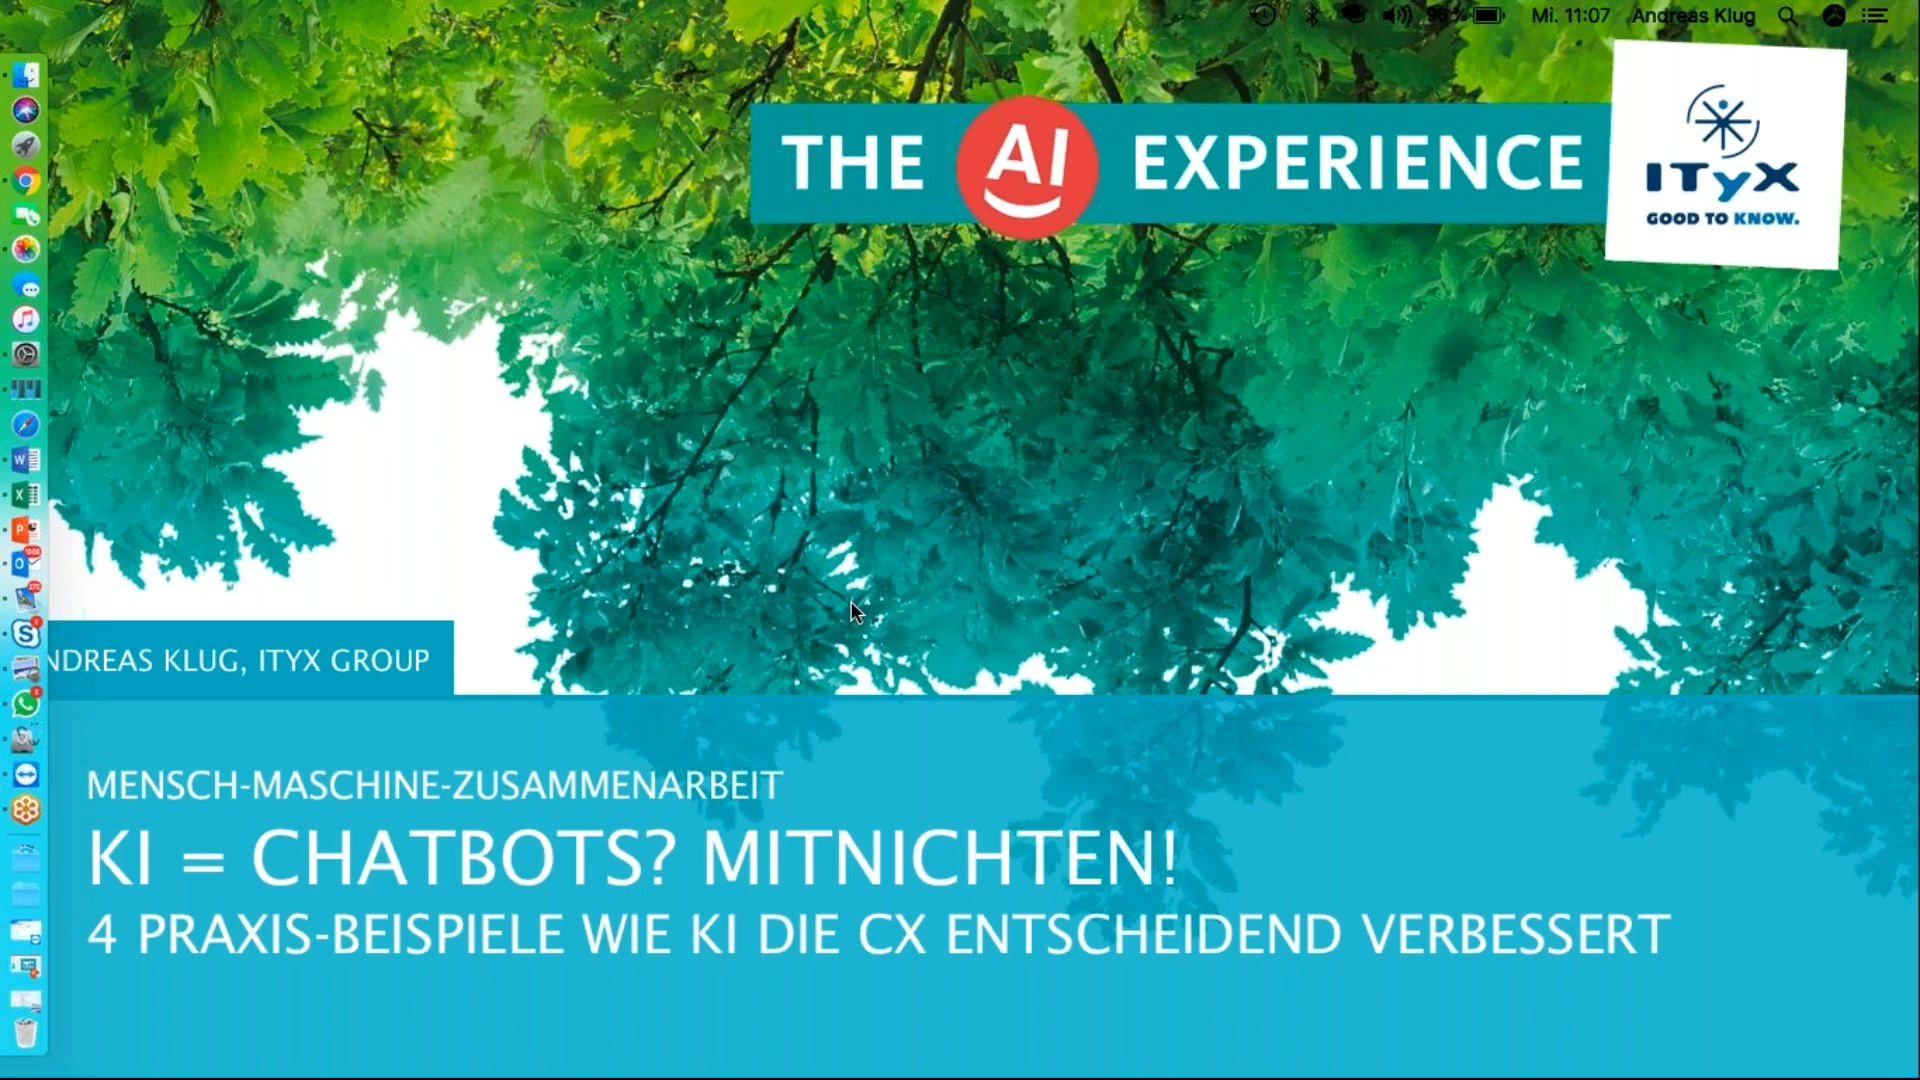 Mi. 11:07 Andreas Klug
THE AI EXPERIENCE
ITyX
GOOD TO KNOW.
NDREAS KLUG, ITYX GROUP
MENSCH-MASCHINE-ZUSAMMENARBEIT
KI = CHATBOTS? MITNICHTEN!
4 PRAXIS-BEISPIELE WIE KI DIE CX ENTSCHEIDEND VERBESSERT